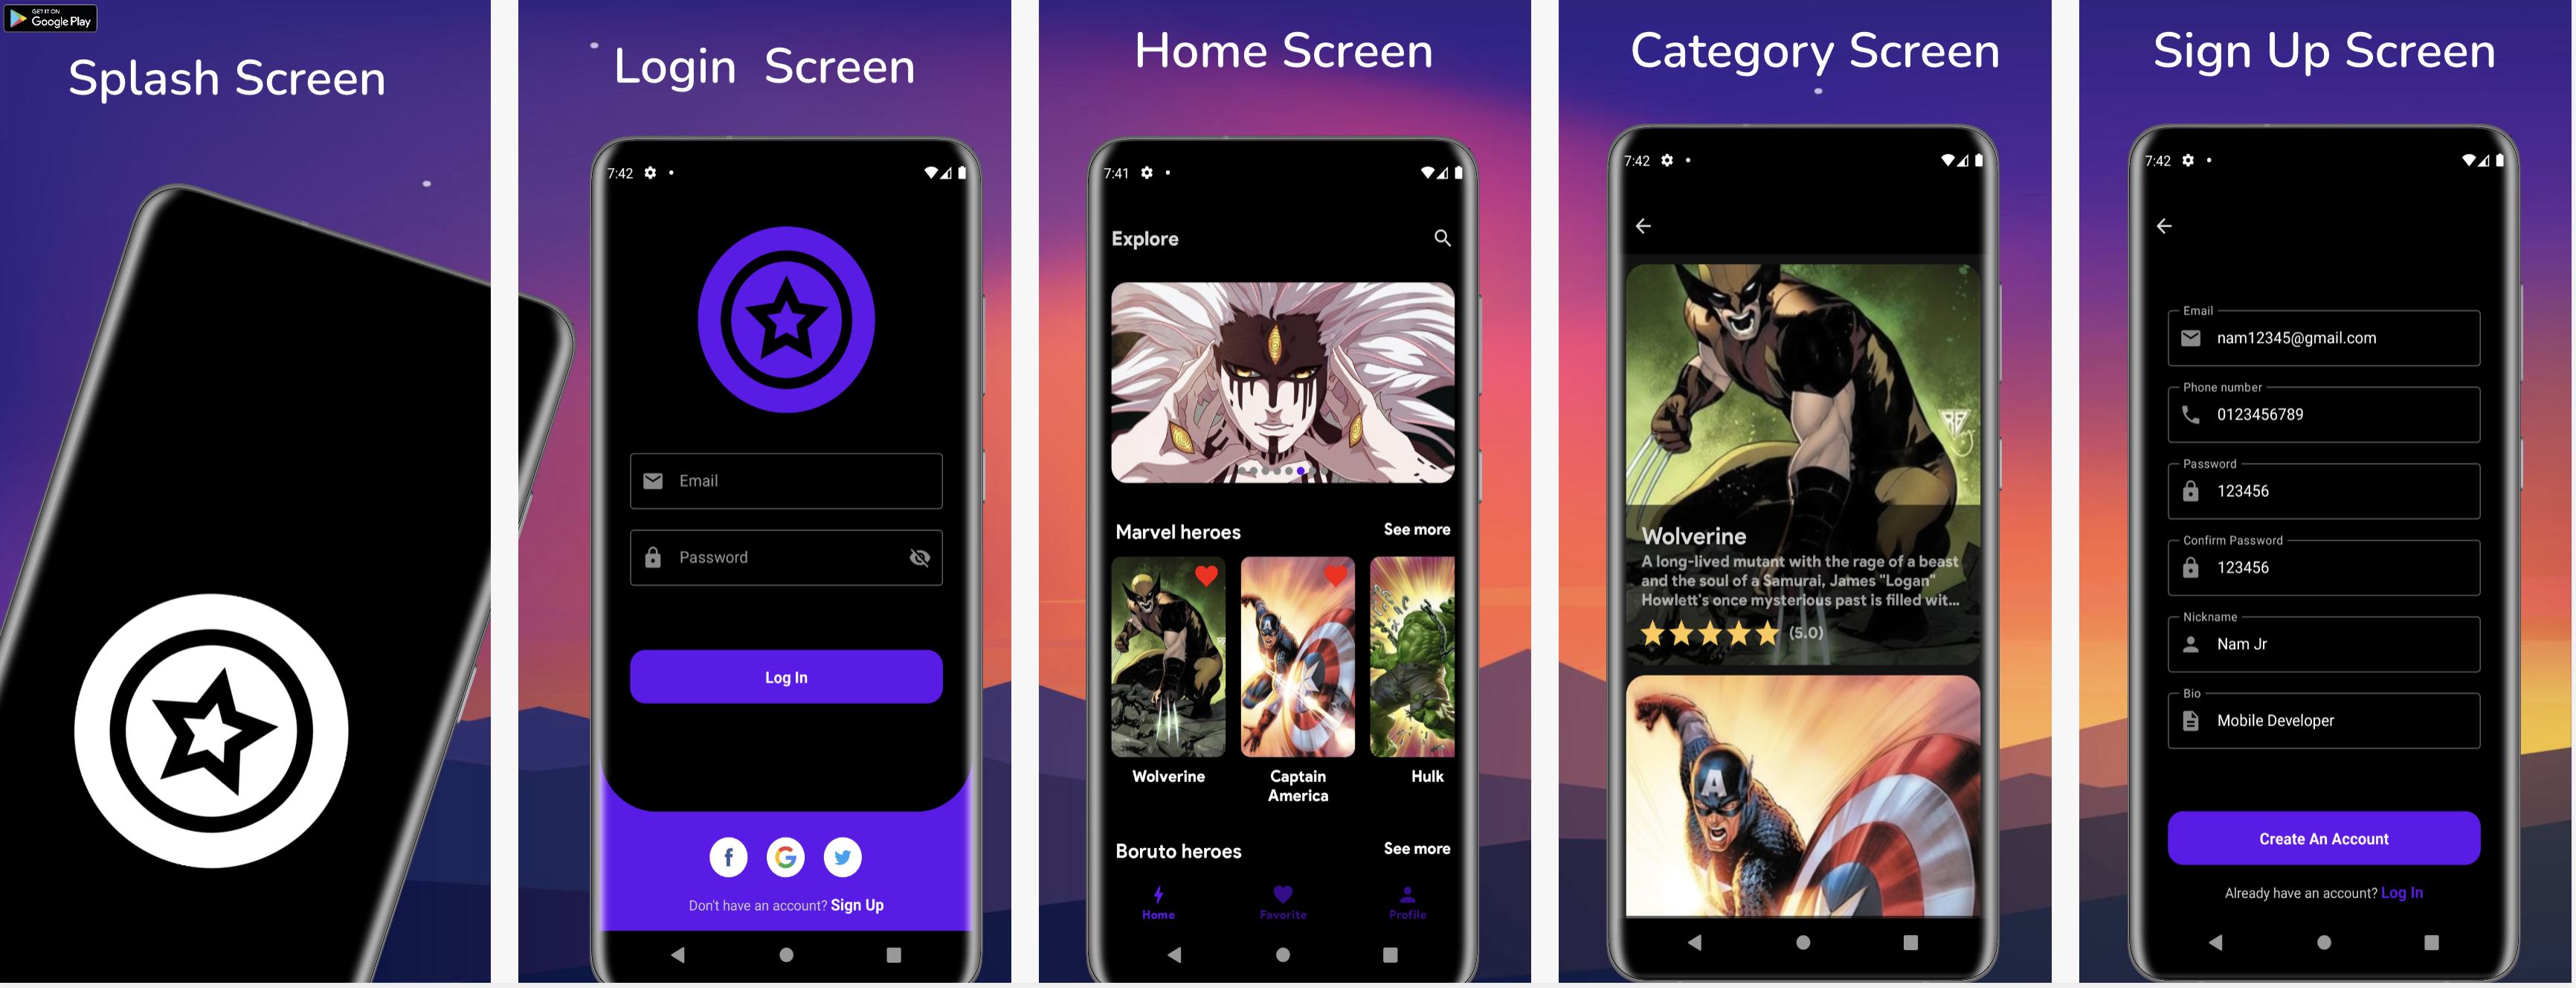 GET IT ON
Google Play
Splash Screen
Login Screen
7:42
Email
Password
Log In
Don't have an account? Sign Up
Home Screen
7:41
Explore
Marvel heroes See more
Wolverine
Captain
America
Hulk
Boruto heroes See more
Home Favorite Profile
Category Screen
7:42
Wolverine
A long-lived mutant with the rage of a beast
and the soul of a Samurai, James "Logan"
Howlett's once mysterious past is filled wit...
(5.0)
A
Sign Up Screen
7:42
Email
nam12345@gmail.com
Phone number
0123456789
Password
123456
Confirm Password
123456
Nickname
Nam Jr
Bio
Mobile Developer
Create An Account
Already have an account? Log In